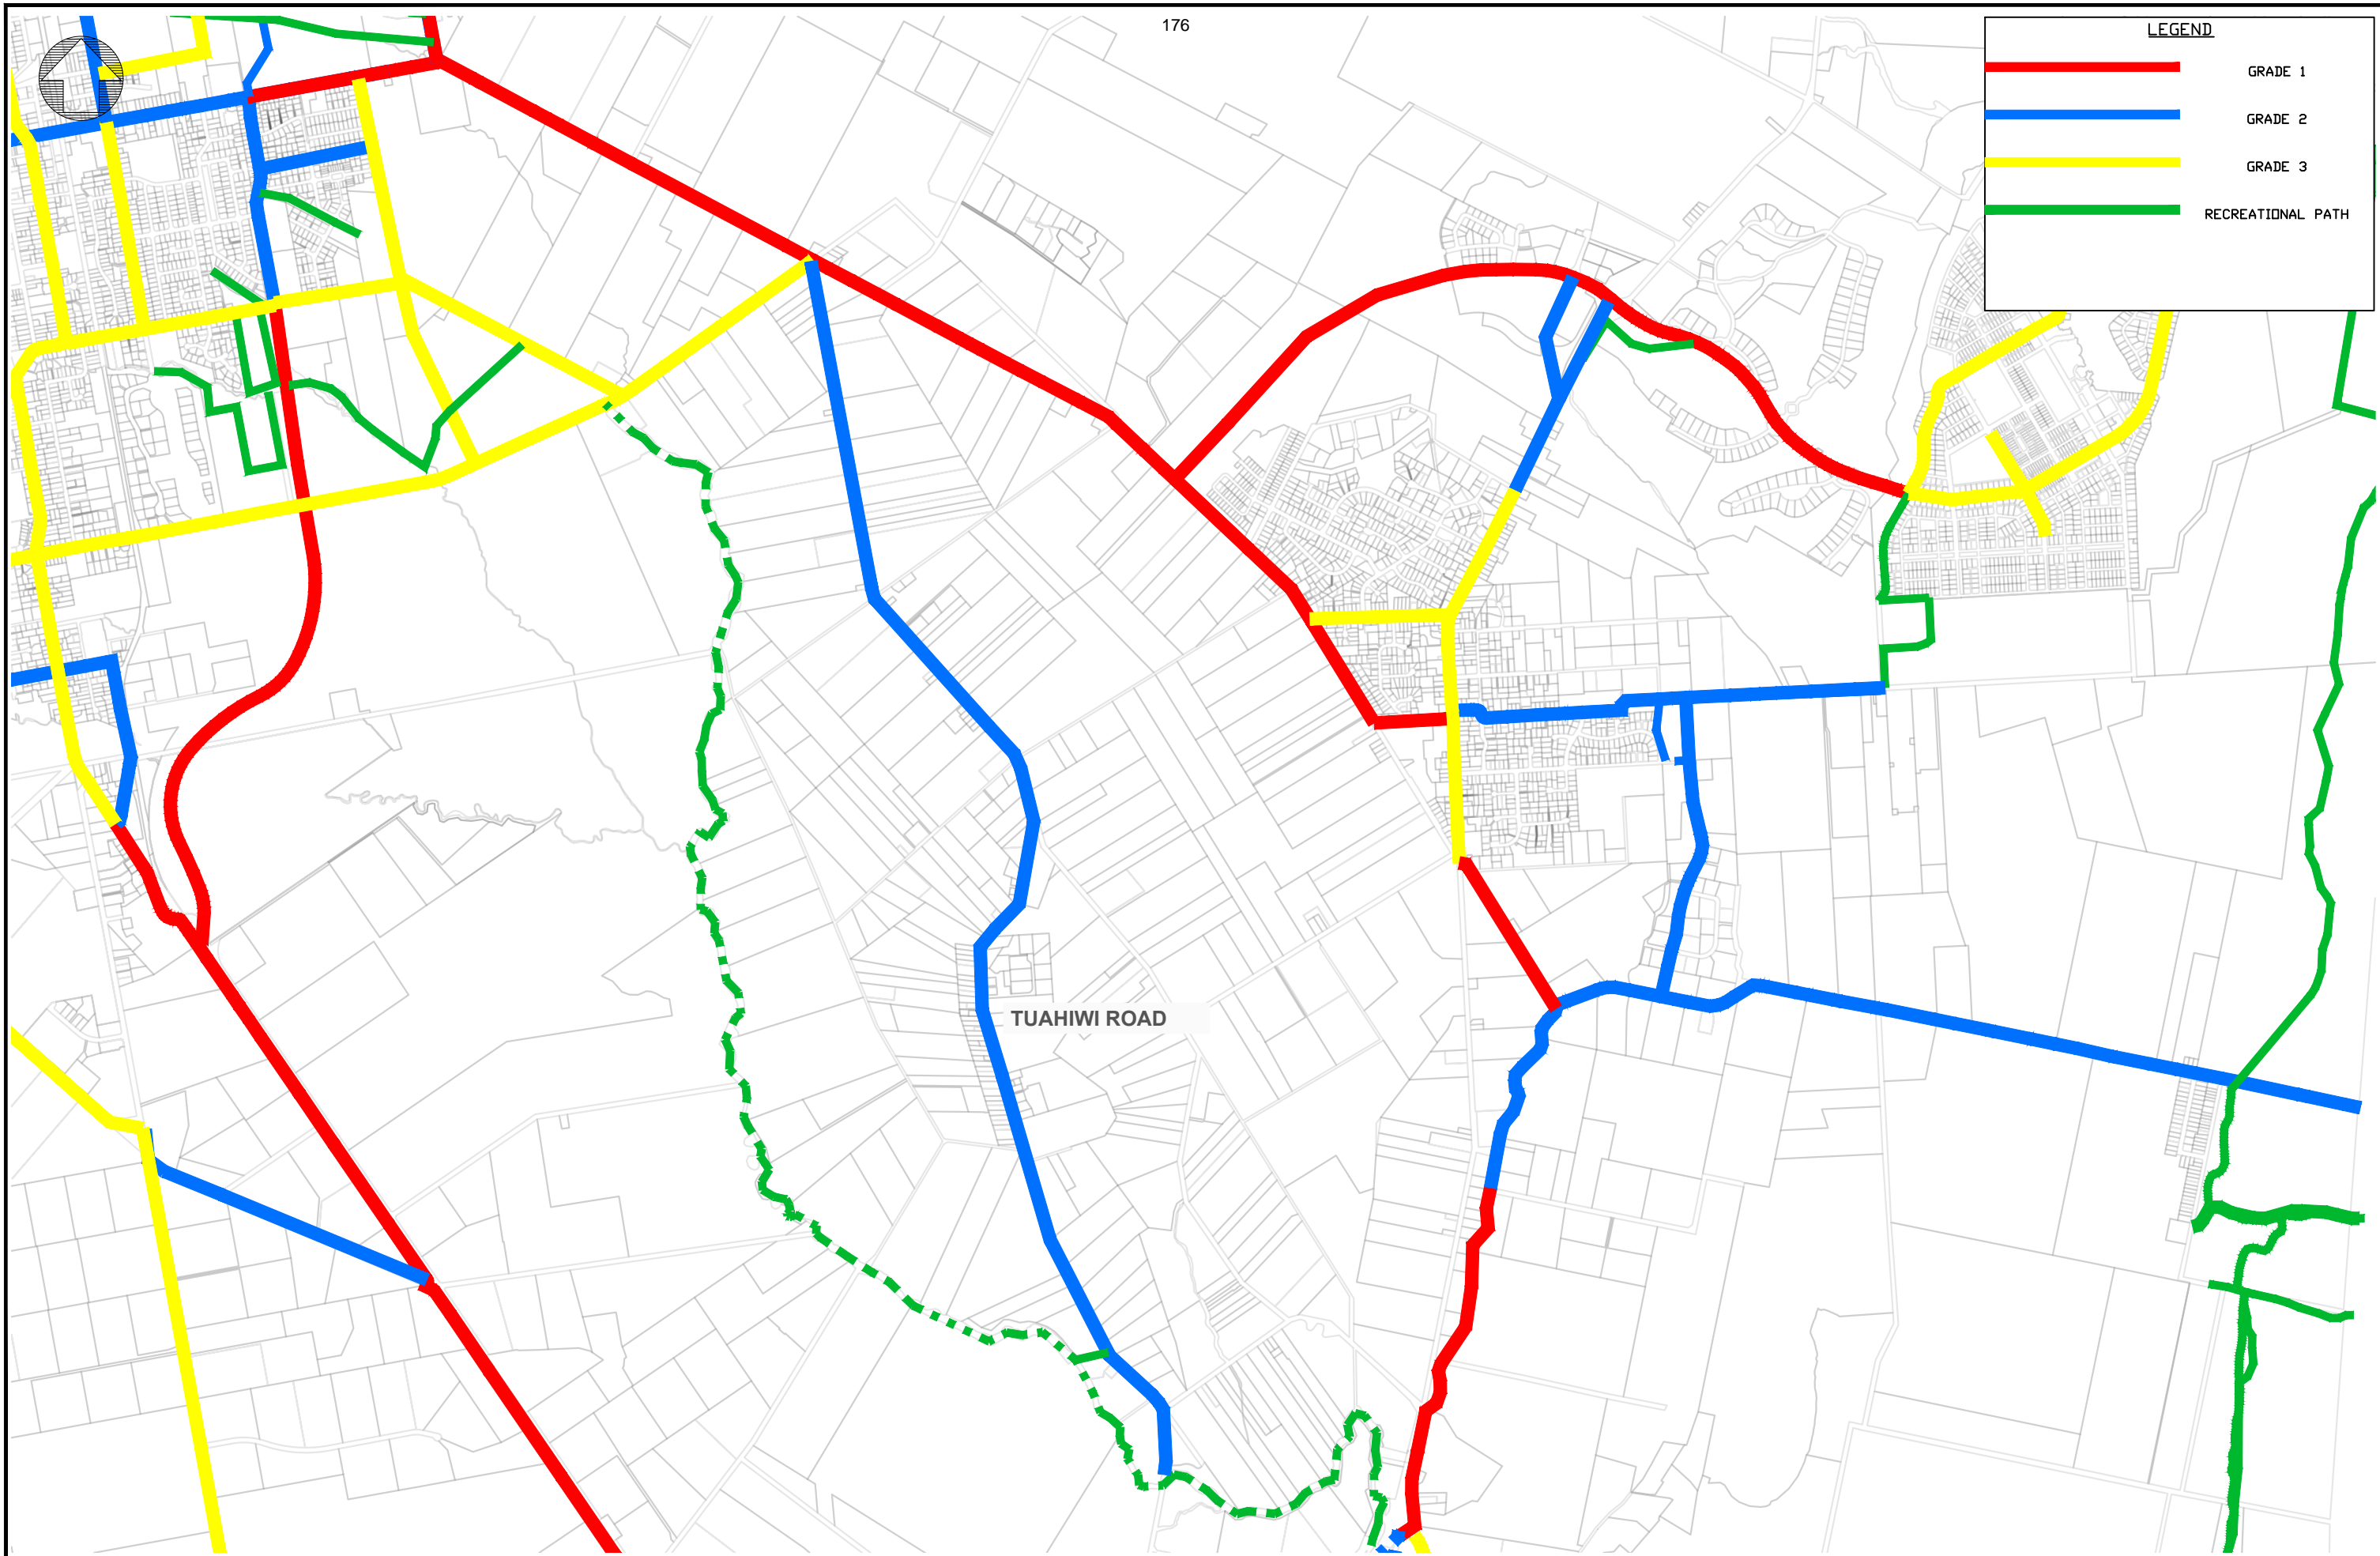 176
LEGEND
GRADE 1
GRADE 2
GRADE 3
RECREATIONAL PATH
TUAHIWI ROAD